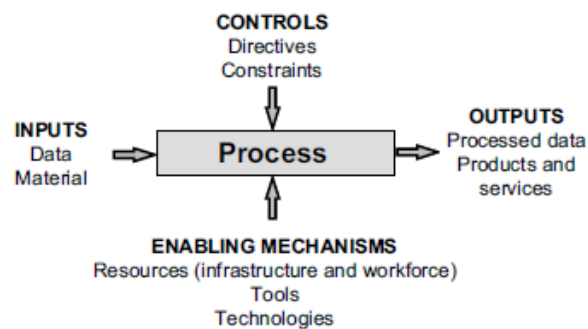 CONTROLS
Directives
Constraints
INPUTS
Data
Material
Process
OUTPUTS
Processed data
Products and
services
ENABLING MECHANISMS
Resources (infrastructure and workforce)
Tools
Technologies